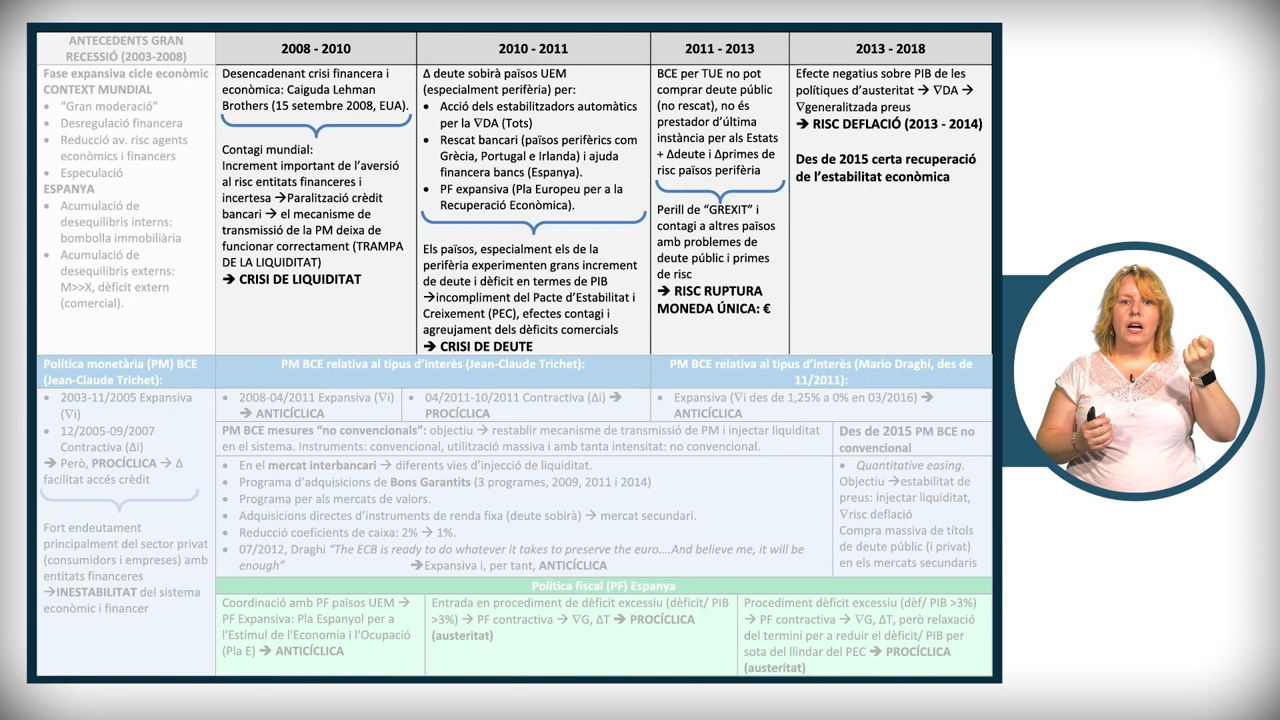 ANTECEDENTS GRAN
RECESSIÓ (2003-2008)
Fase expansiva cicle econòmic
CONTEXT MUNDIAL
• “Gran moderació”
• Desregulació financera
• Reducció av. risc agents
econòmics i financers
• Especulació
ESPANYA
• Acumulació de
desequilibris interns:
bombolla immobiliària
• Acumulació de
desequilibris externs:
M>>X, dèficit extern
(comercial).
2008 - 2010
Desencadenant crisi financera i
econòmica: Caiguda Lehman
Brothers (15 setembre 2008, EUA).
Contagi mundial:
Increment important de l’aversió
al risc entitats financeres i
incertesa →Paralització crèdit
bancari → el mecanisme de
transmissió de la PM deixa de
funcionar correctament (TRAMPA
DE LA LIQUIDITAT)
➔ CRISI DE LIQUIDITAT
2010 - 2011
Δ deute sobirà països UEM
(especialment perifèria) per:
• Acció dels estabilitzadors automàtics
per la ∇DA (Tots)
• Rescat bancari (països perifèrics com
Grècia, Portugal e Irlanda) i ajuda
financera bancs (Espanya).
• PF expansiva (Pla Europeu per a la
Recuperació Econòmica).
Els països, especialment els de la
perifèria experimenten grans increment
de deute i dèficit en termes de PIB
→incompliment del Pacte d’Estabilitat i
Creixement (PEC), efectes contagi i
agreujament dels dèficits comercials
➔ CRISI DE DEUTE
2011 - 2013
BCE per TUE no pot
comprar deute públic
(no rescat), no és
prestador d’última
instància per als Estats
+ Δdeute i Δprimes de
risc països perifèria
Perill de “GREXIT” i
contagi a altres països
amb problemes de
deute públic i primes
de risc
➔ RISC RUPTURA
MONEDA ÚNICA: €
2013 - 2018
Efecte negatius sobre PIB de les
polítiques d’austeritat → ∇DA →
∇generalitzada preus
➔ RISC DEFLACIÓ (2013 - 2014)
Des de 2015 certa recuperació
de l’estabilitat econòmica
Política monetària (PM) BCE
(Jean-Claude Trichet):
• 2003-11/2005 Expansiva
(∇i)
• 12/2005-09/2007
Contractiva (Δi)
➔ Però, PROCÍCLICA → Δ
facilitat accés crèdit
Fort endeutament
principalment del sector privat
(consumidors i empreses) amb
entitats financeres
→INESTABILITAT del sistema
econòmic i financer
PM BCE relativa al tipus d’interès (Jean-Claude Trichet):
• 2008-04/2011 Expansiva (∇i)
➔ ANTICÍCLICA
• 04/2011-10/2011 Contractiva (Δi) ➔
PROCÍCLICA
PM BCE relativa al tipus d’interès (Mario Draghi, des de
11/2011):
• Expansiva (∇i des de 1,25% a 0% en 03/2016) ➔
ANTICÍCLICA
PM BCE mesures “no convencionals”: objectiu → restablir mecanisme de transmissió de PM i injectar liquiditat
en el sistema. Instruments: convencional, utilització massiva i amb tanta intensitat: no convencional.
• En el mercat interbancari → diferents vies d’injecció de liquiditat.
• Programa d’adquisicions de Bons Garantits (3 programes, 2009, 2011 i 2014)
• Programa per als mercats de valors.
• Adquisicions directes d’instruments de renda fixa (deute sobirà) → mercat secundari.
• Reducció coeficients de caixa: 2% → 1%.
• 07/2012, Draghi “The ECB is ready to do whatever it takes to preserve the euro....And believe me, it will be
enough” ➔Expansiva i, per tant, ANTICÍCLICA
Des de 2015 PM BCE no
convencional
• Quantitative easing.
Objectiu →estabilitat de
preus: injectar liquiditat,
∇risc deflació
Compra massiva de títols
de deute públic (i privat)
en els mercats secundaris
Política fiscal (PF) Espanya
Coordinació amb PF països UEM →
PF Expansiva: Pla Espanyol per a
l'Estímul de l'Economia i l'Ocupació
(Pla E) ➔ ANTICÍCLICA
Entrada en procediment de dèficit excessiu (dèficit/ PIB
>3%) → PF contractiva → ∇G, ΔT ➔ PROCÍCLICA
(austeritat)
Procediment dèficit excessiu (dèf/ PIB >3%)
→ PF contractiva → ∇G, ΔT, però relaxació
del termini per a reduir el dèficit/ PIB per
sota del llindar del PEC ➔ PROCÍCLICA
(austeritat)